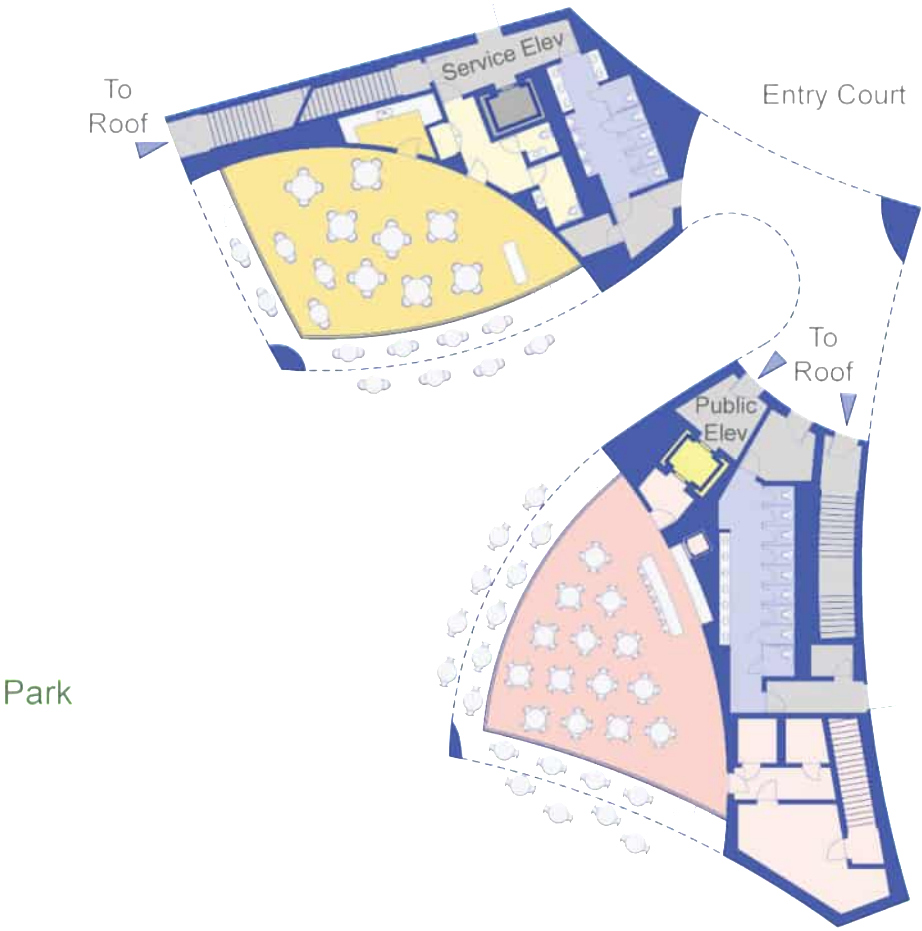 Service Elev
To
Roof
Entry Court
To
Roof
Public
Elev
Park